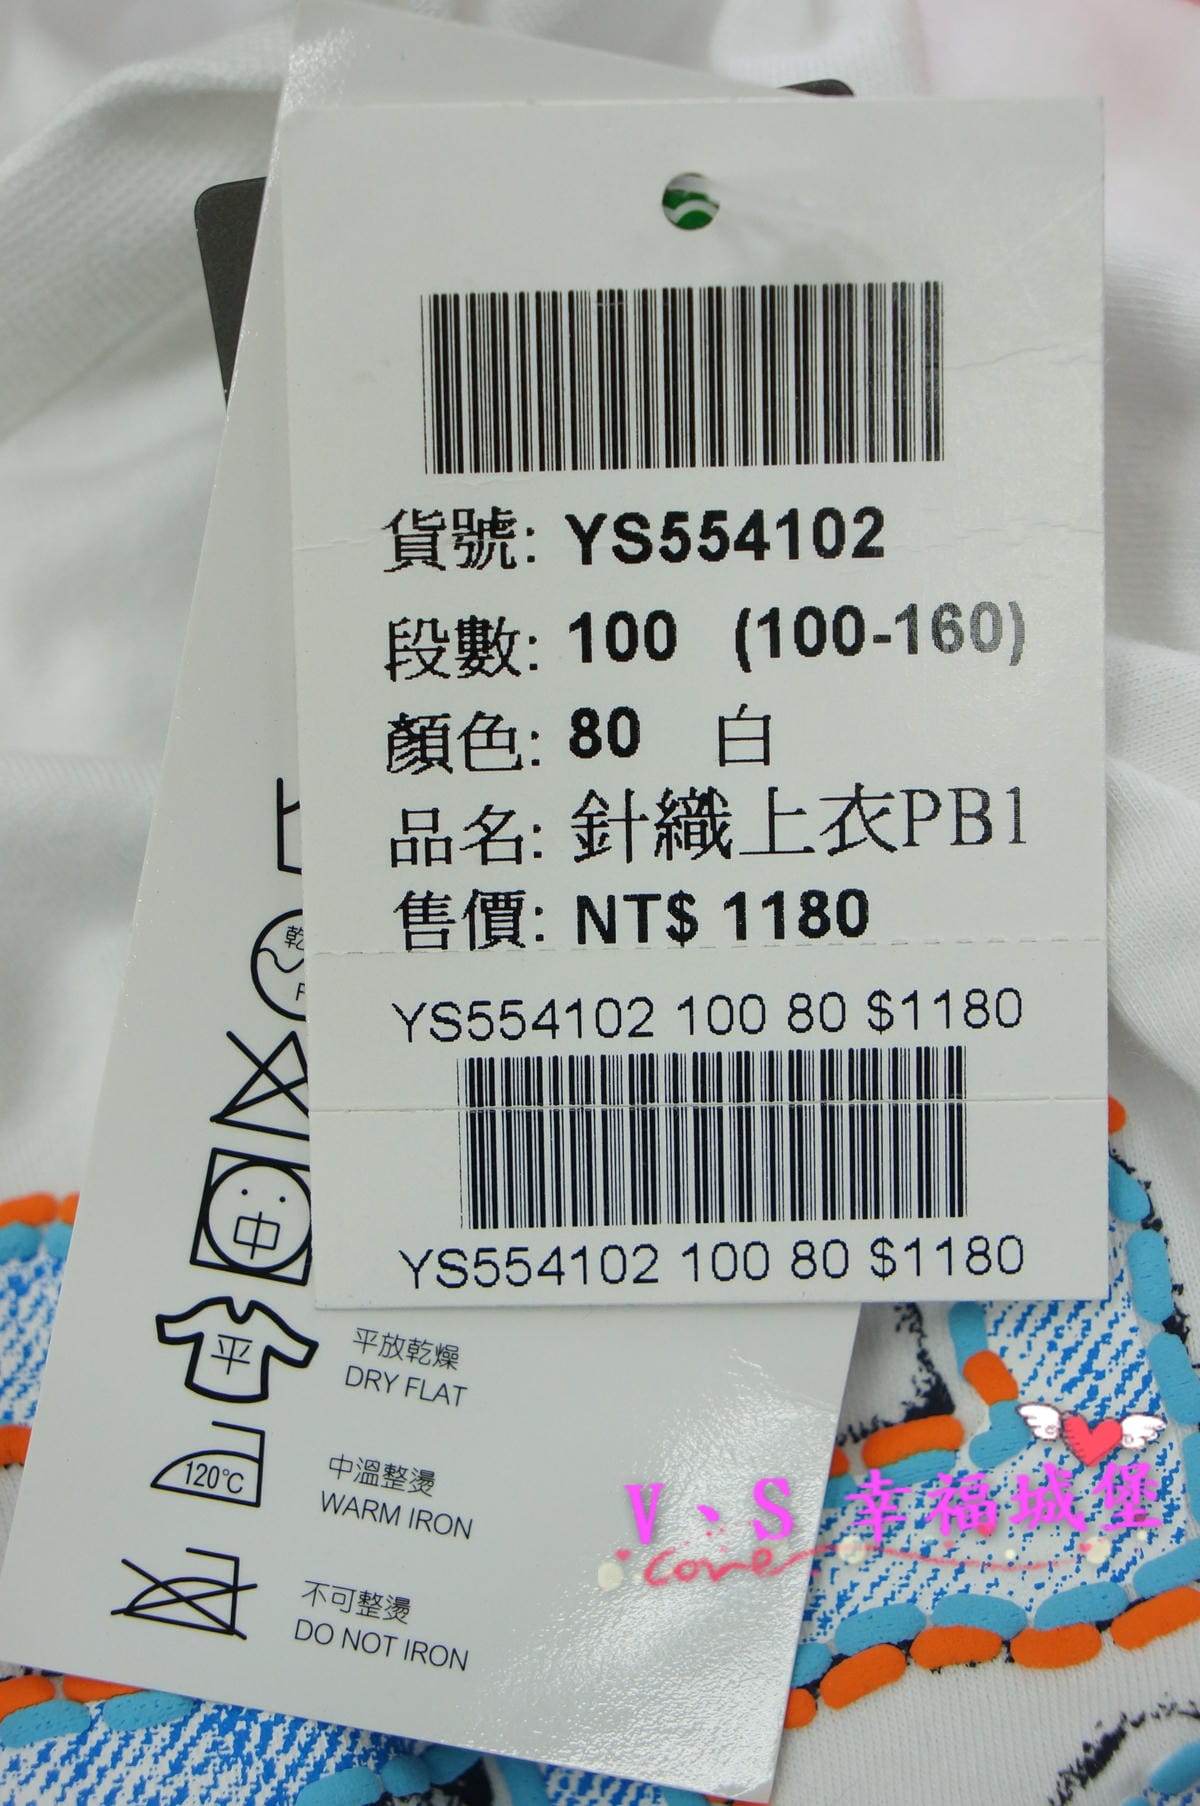 貨號: YS554102
段數: 100 (100-160)
顏色: 80 白
品名: 針織上衣PB1
售價: NT$ 1180
YS554102 100 80 $1180
YS554102 100 80 $1180
中
平
平放乾燥
DRY FLAT
120°C
中溫整燙
WARM IRON
不可整燙
DO NOT IRON
V、S 幸福城堡